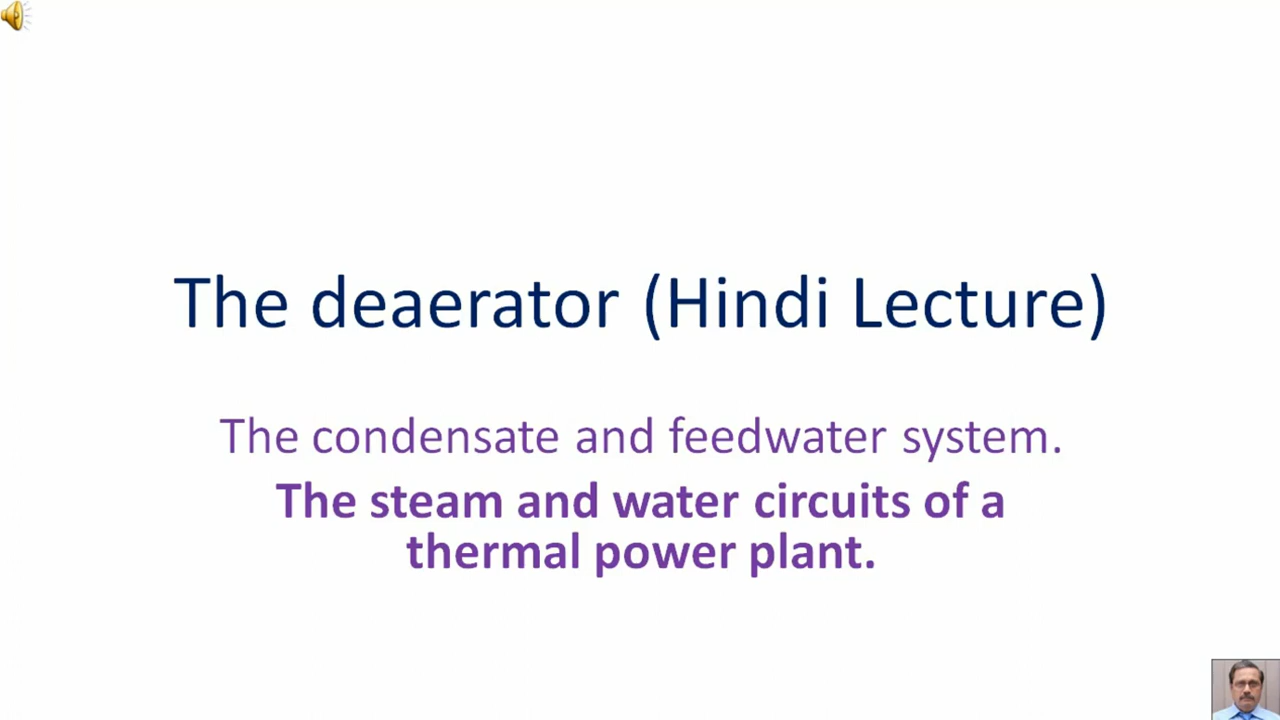 The deaerator (Hindi Lecture)
The condensate and feedwater system.
The steam and water circuits of a
thermal power plant.